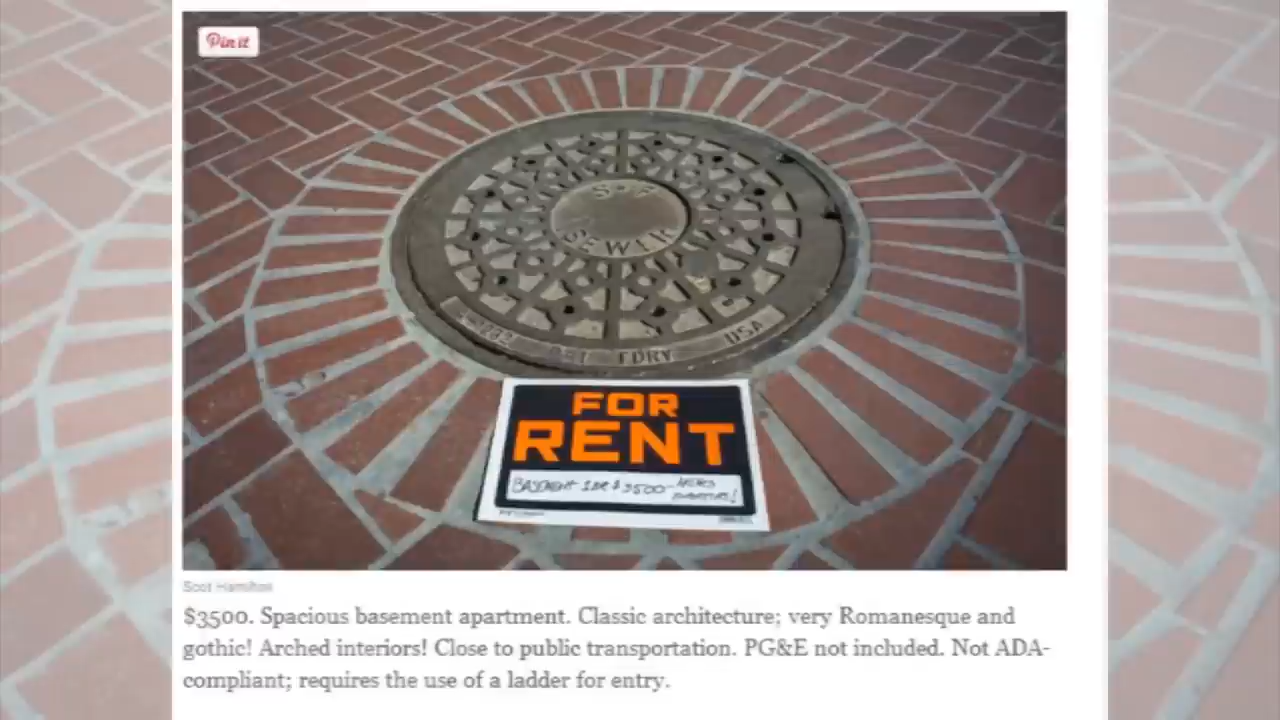 Pin it
S·F
SEWER
FDRY USA
FOR
RENT
BASEMENT 1BR $3500-
Scot Hamilton
$3500. Spacious basement apartment. Classic architecture; very Romanesque and
gothic! Arched interiors! Close to public transportation. PG&E not included. Not ADA-
compliant; requires the use of a ladder for entry.